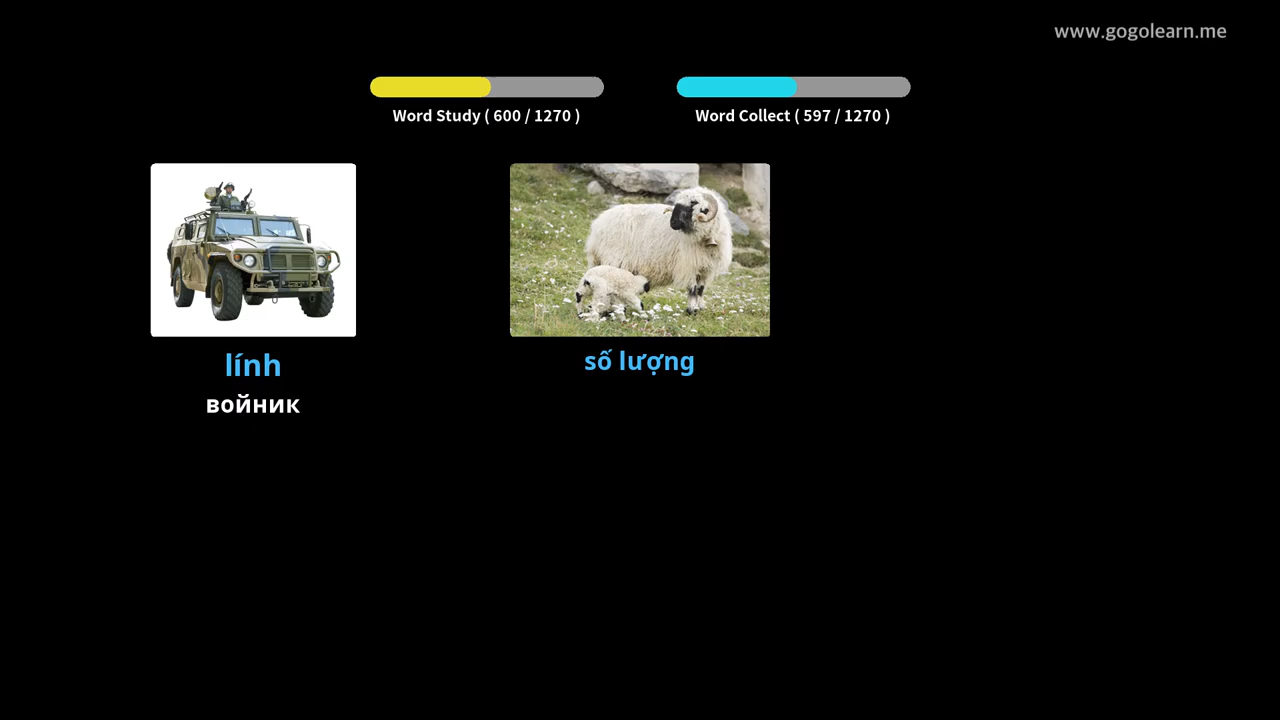 www.gogolearn.me
Word Study ( 600 / 1270 )
Word Collect ( 597 / 1270 )
lính
войник
số lượng